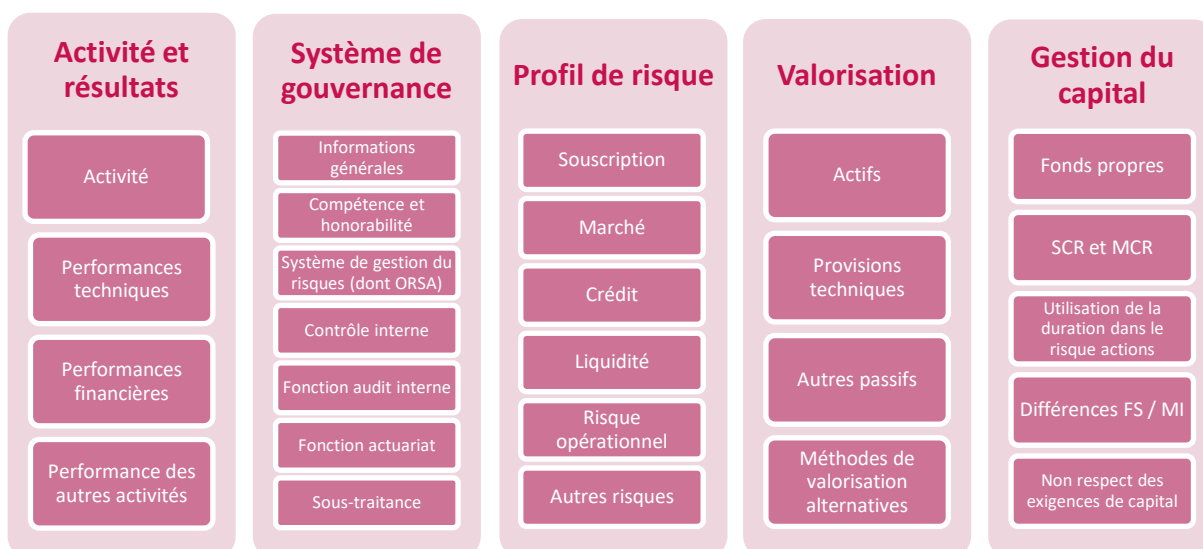 Activité et
résultats
Activité
Performances
techniques
Performances
financières
Performance des
autres activités
Système de
gouvernance
Informations
générales
Compétence et
honorabilité
Système de gestion du
risques (dont ORSA)
Contrôle interne
Fonction audit interne
Fonction actuariat
Sous-traitance
Profil de risque
Souscription
Marché
Crédit
Liquidité
Risque
opérationnel
Autres risques
Valorisation
Actifs
Provisions
techniques
Autres passifs
Méthodes de
valorisation
alternatives
Gestion du
capital
Fonds propres
SCR et MCR
Utilisation de la
duration dans le
risque actions
Différences FS / MI
Non respect des
exigences de capital